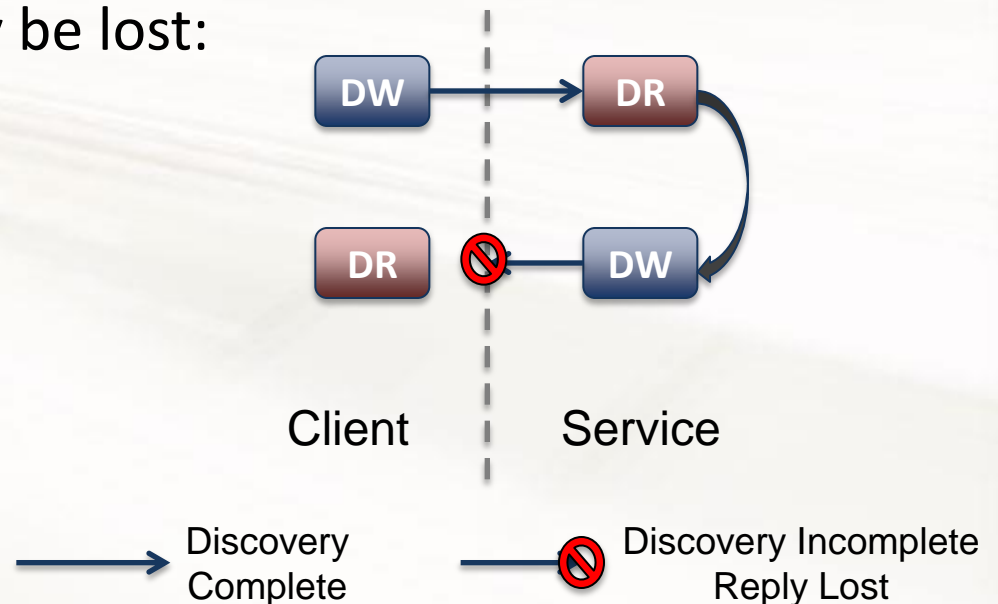 be lost:
DW
DR
DR
DW
Client
Service
Discovery
Complete
Discovery Incomplete
Reply Lost